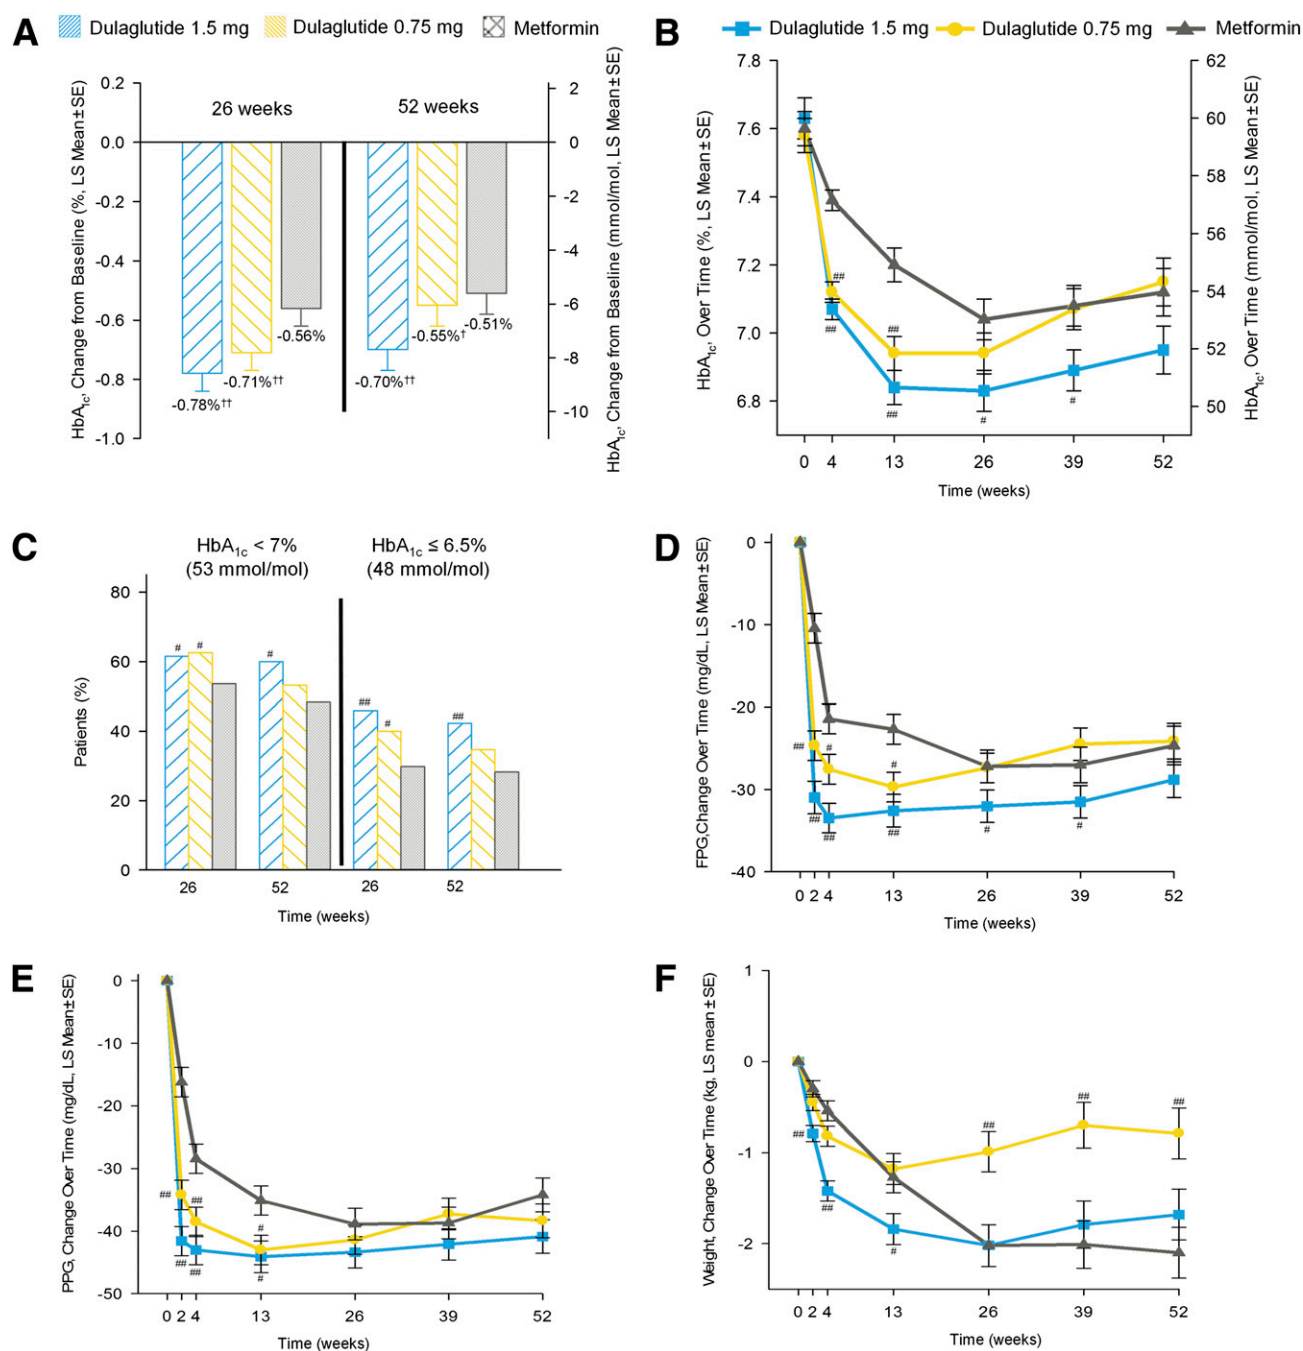 A
Dulaglutide 1.5 mg
Dulaglutide 0.75 mg
Metformin
HbA1c, Change from Baseline (%, LS Mean±SE)
0.2
0.0
-0.2
-0.4
-0.6
-0.8
-1.0
26 weeks
52 weeks
-0.78%††
-0.71%††
-0.56%
-0.70%††
-0.55%†
-0.51%
2
0
-2
-4
-6
-8
-10
HbA1c, Change from Baseline (mmol/mol, LS Mean±SE)
B
Dulaglutide 1.5 mg
Dulaglutide 0.75 mg
Metformin
HbA1c, Over Time (%, LS Mean±SE)
7.8
7.6
7.4
7.2
7.0
6.8
##
##
##
##
#
#
62
60
58
56
54
52
50
HbA1c, Over Time (mmol/mol, LS Mean±SE)
0 4 13 26 39 52
Time (weeks)
C
HbA1c < 7%
(53 mmol/mol)
HbA1c ≤ 6.5%
(48 mmol/mol)
Patients (%)
80
60
40
20
0
# # #
## # ##
26 52 26 52
Time (weeks)
D
FPG,Change Over Time (mg/dL, LS Mean±SE)
0
-10
-20
-30
-40
##
#
#
##
##
##
#
#
0 2 4 13 26 39 52
Time (weeks)
E
PPG, Change Over Time (mg/dL, LS Mean±SE)
0
-10
-20
-30
-40
-50
##
##
#
##
##
#
0 2 4 13 26 39 52
Time (weeks)
F
Weight, Change Over Time (kg, LS mean±SE)
1
0
-1
-2
##
##
#
##
##
##
0 2 4 13 26 39 52
Time (weeks)